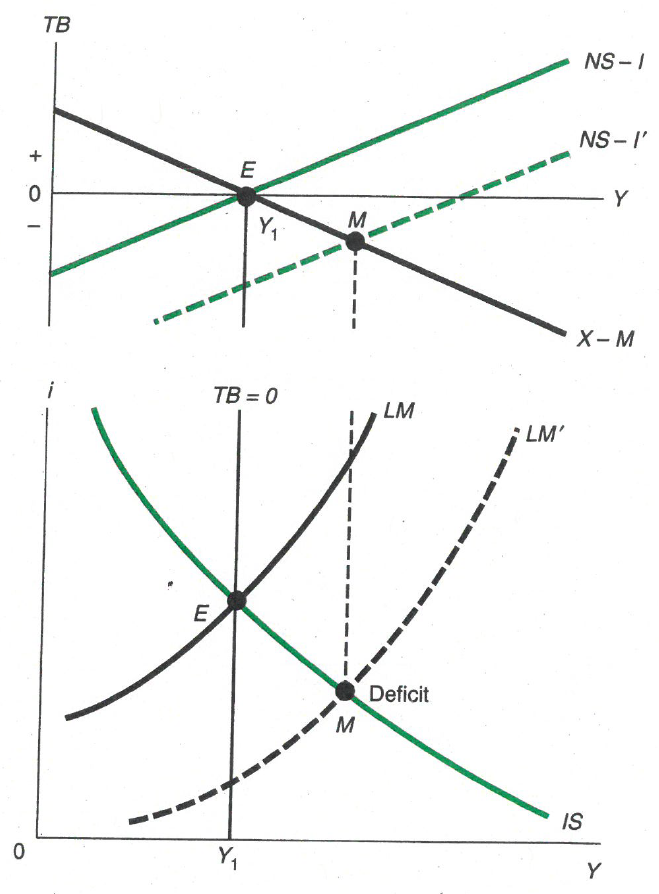 TB
NS – I
NS – I′
+
0
–
E
M
Y
Y1
X – M
i
TB = 0
LM
LM′
E
Deficit
M
IS
0
Y1
Y